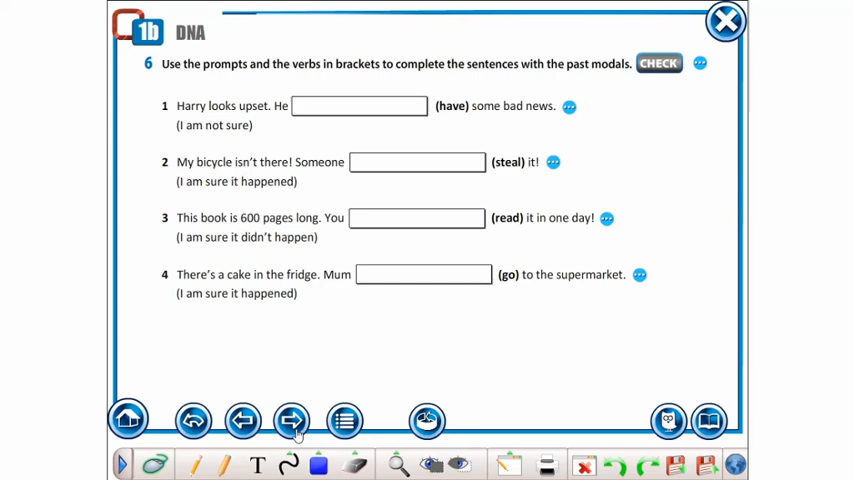 1b DNA
6 Use the prompts and the verbs in brackets to complete the sentences with the past modals. CHECK
1 Harry looks upset. He (have) some bad news.
(I am not sure)
2 My bicycle isn't there! Someone (steal) it!
(I am sure it happened)
3 This book is 600 pages long. You (read) it in one day!
(I am sure it didn't happen)
4 There's a cake in the fridge. Mum (go) to the supermarket.
(I am sure it happened)
T